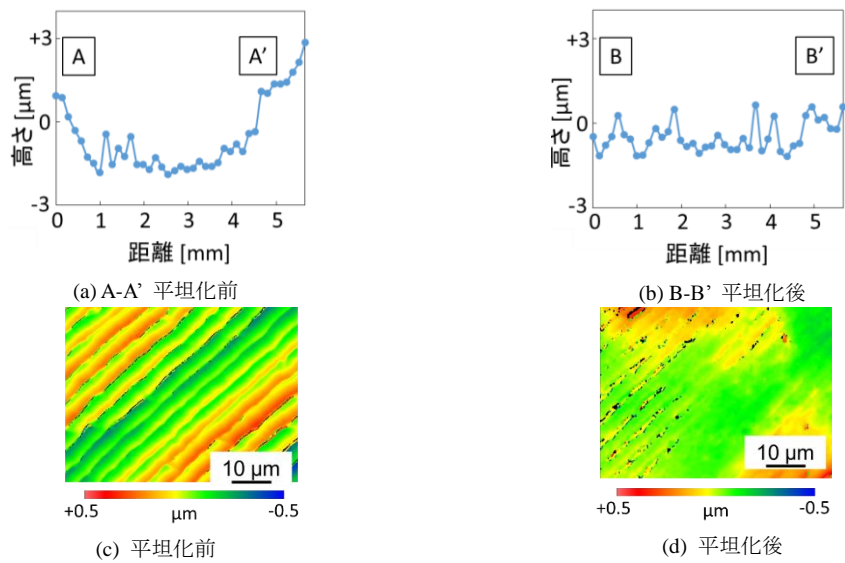 +3
A
A'
高さ [μm]
0
-3
0 1 2 3 4 5
距離 [mm]
(a) A-A’ 平坦化前
+3
B
B'
高さ [μm]
0
-3
0 1 2 3 4 5
距離 [mm]
(b) B-B’ 平坦化後
10 μm
+0.5 μm -0.5
(c) 平坦化前
10 μm
+0.5 μm -0.5
(d) 平坦化後